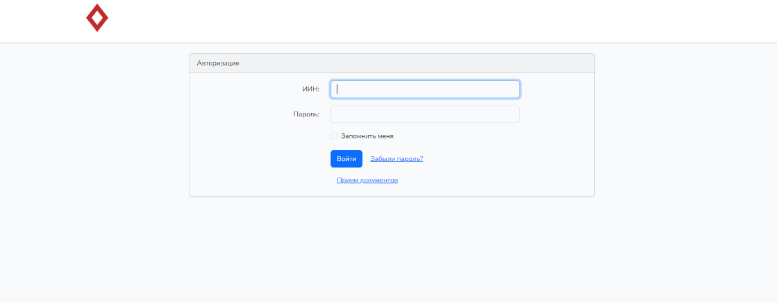 Авторизация
ИИН:
Пароль:
Запомнить меня
Войти Забыли пароль?
Прием документов